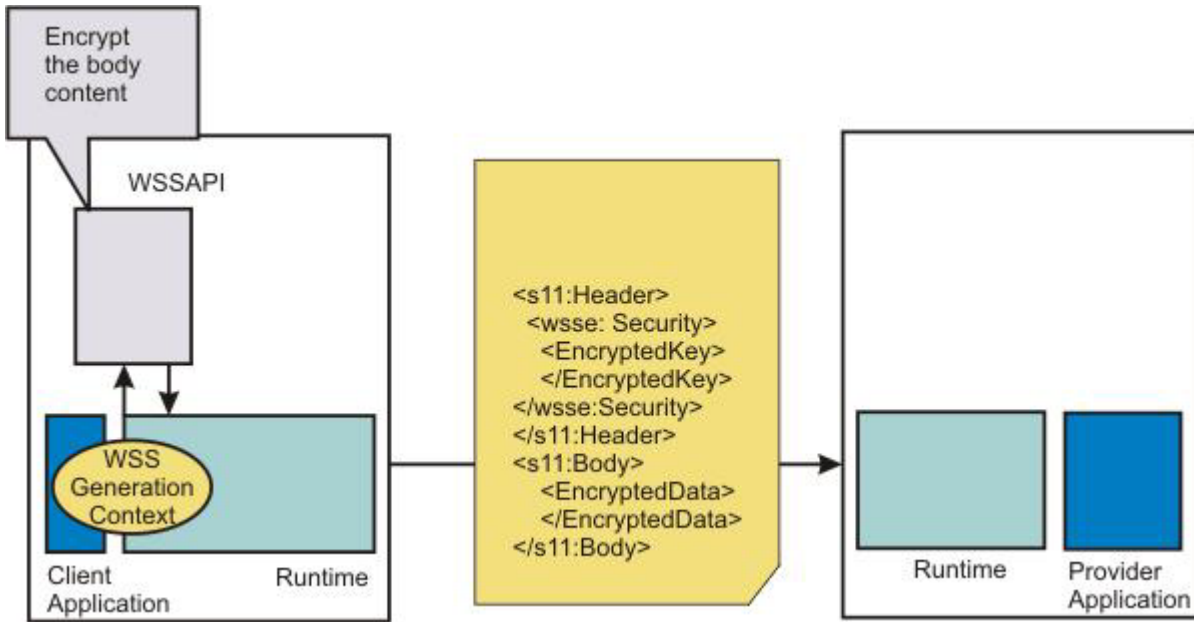 Encrypt
the body
content
WSSAPI
WSS
Generation
Context
Client
Application
Runtime
<s11:Header>
<wsse: Security>
<EncryptedKey>
</EncryptedKey>
</wsse:Security>
</s11:Header>
<s11:Body>
<EncryptedData>
</EncryptedData>
</s11:Body>
Runtime
Provider
Application